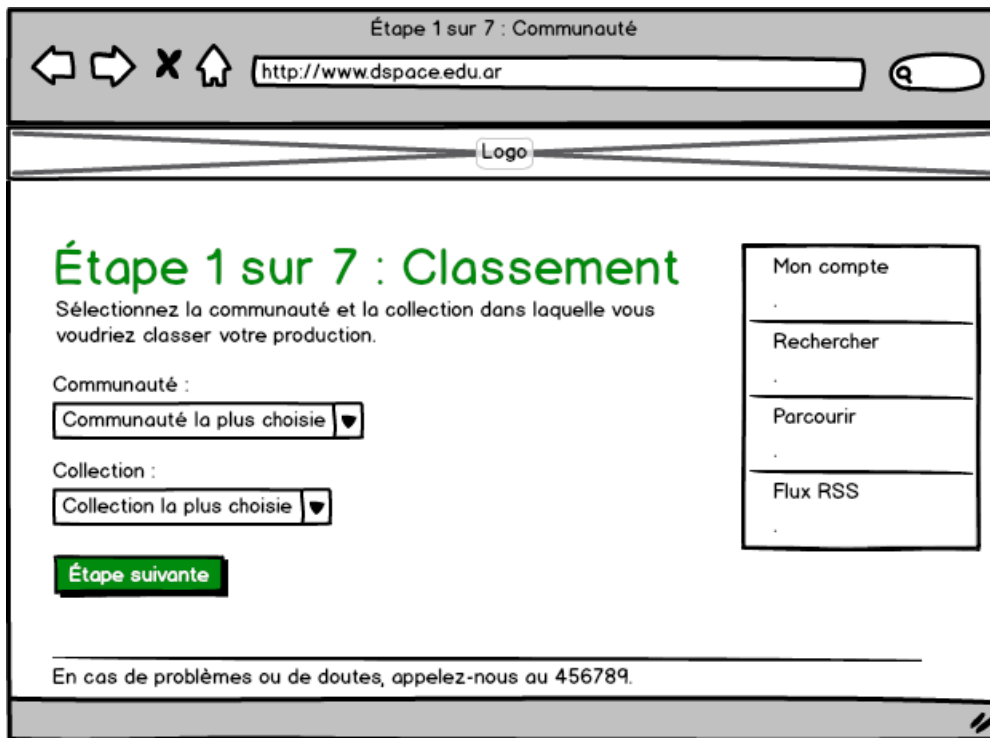 Étape 1 sur 7 : Communauté
http://www.dspace.edu.ar
Logo
Étape 1 sur 7 : Classement
Sélectionnez la communauté et la collection dans laquelle vous
voudriez classer votre production.
Communauté :
Communauté la plus choisie
Collection :
Collection la plus choisie
Étape suivante
Mon compte
.
Rechercher
.
Parcourir
.
Flux RSS
.
En cas de problèmes ou de doutes, appelez-nous au 456789.